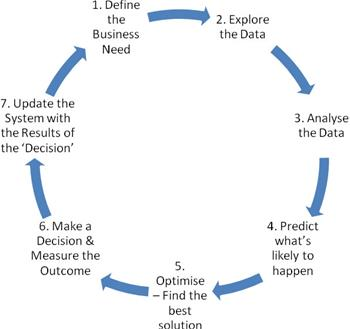 1. Define
the
Business
Need
2. Explore
the Data
3. Analyse
the Data
4. Predict
what's
likely to
happen
5.
Optimise
– Find the
best
solution
6. Make a
Decision &
Measure the
Outcome
7. Update the
System with
the Results of
the ‘Decision’